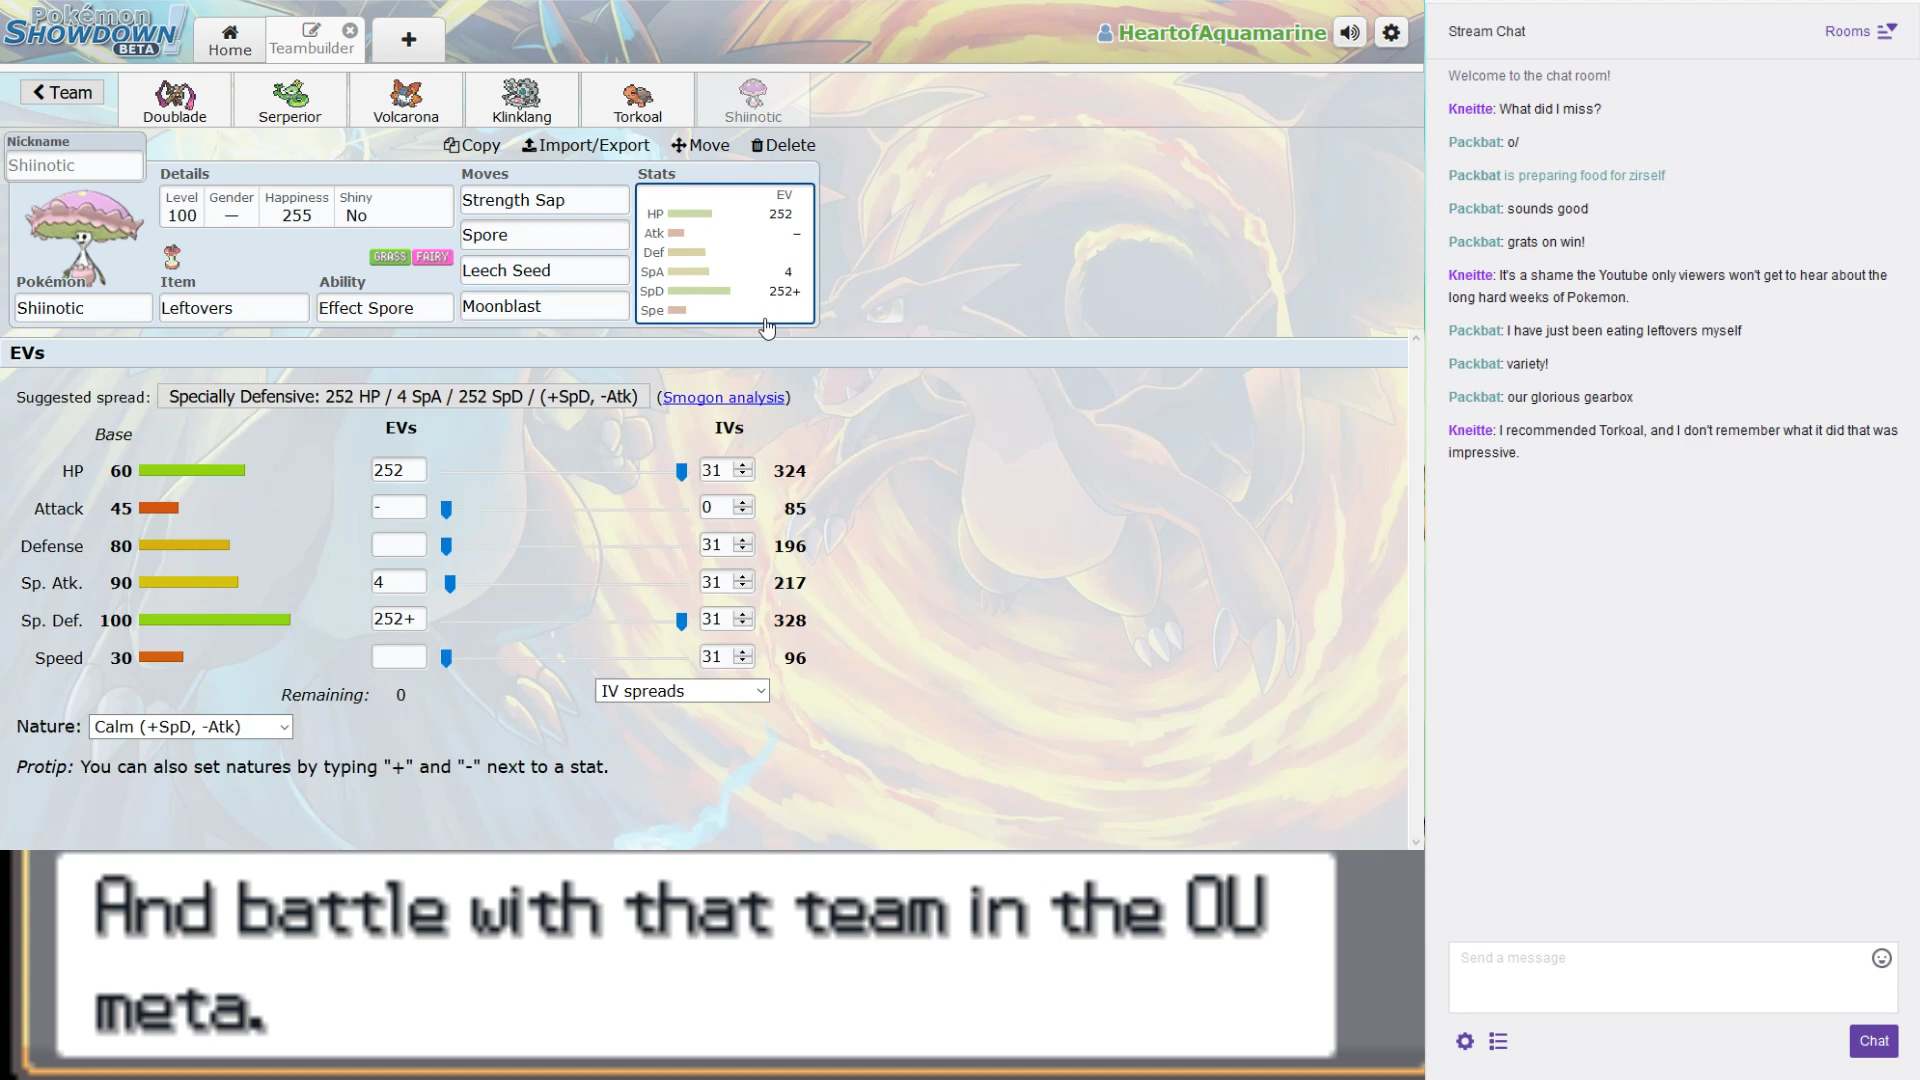 Pokémon
SHOWDOWN
BETA
Home
Teambuilder
HeartofAquamarine
Team
Doublade
Serperior
Volcarona
Klinklang
Torkoal
Shiinotic
Nickname
Shiinotic
Copy
Import/Export
Move
Delete
Details
Level
100
Gender
—
Happiness
255
Shiny
No
GRASS FAIRY
Pokémon
Shiinotic
Item
Leftovers
Ability
Effect Spore
Moves
Strength Sap
Spore
Leech Seed
Moonblast
Stats
EV
HP 252
Atk –
Def
SpA 4
SpD 252+
Spe
EVs
Suggested spread: Specially Defensive: 252 HP / 4 SpA / 252 SpD / (+SpD, -Atk) (Smogon analysis)
Base EVs IVs
HP 60 252 31 324
Attack 45 - 0 85
Defense 80 31 196
Sp. Atk. 90 4 31 217
Sp. Def. 100 252+ 31 328
Speed 30 31 96
Remaining: 0
IV spreads
Nature: Calm (+SpD, -Atk)
Protip: You can also set natures by typing "+" and "-" next to a stat.
And battle with that team in the OU
meta.
Stream Chat
Rooms
Welcome to the chat room!
Kneitte: What did I miss?
Packbat: o/
Packbat is preparing food for zirself
Packbat: sounds good
Packbat: grats on win!
Kneitte: It's a shame the Youtube only viewers won't get to hear about the
long hard weeks of Pokemon.
Packbat: I have just been eating leftovers myself
Packbat: variety!
Packbat: our glorious gearbox
Kneitte: I recommended Torkoal, and I don't remember what it did that was
impressive.
Send a message
Chat